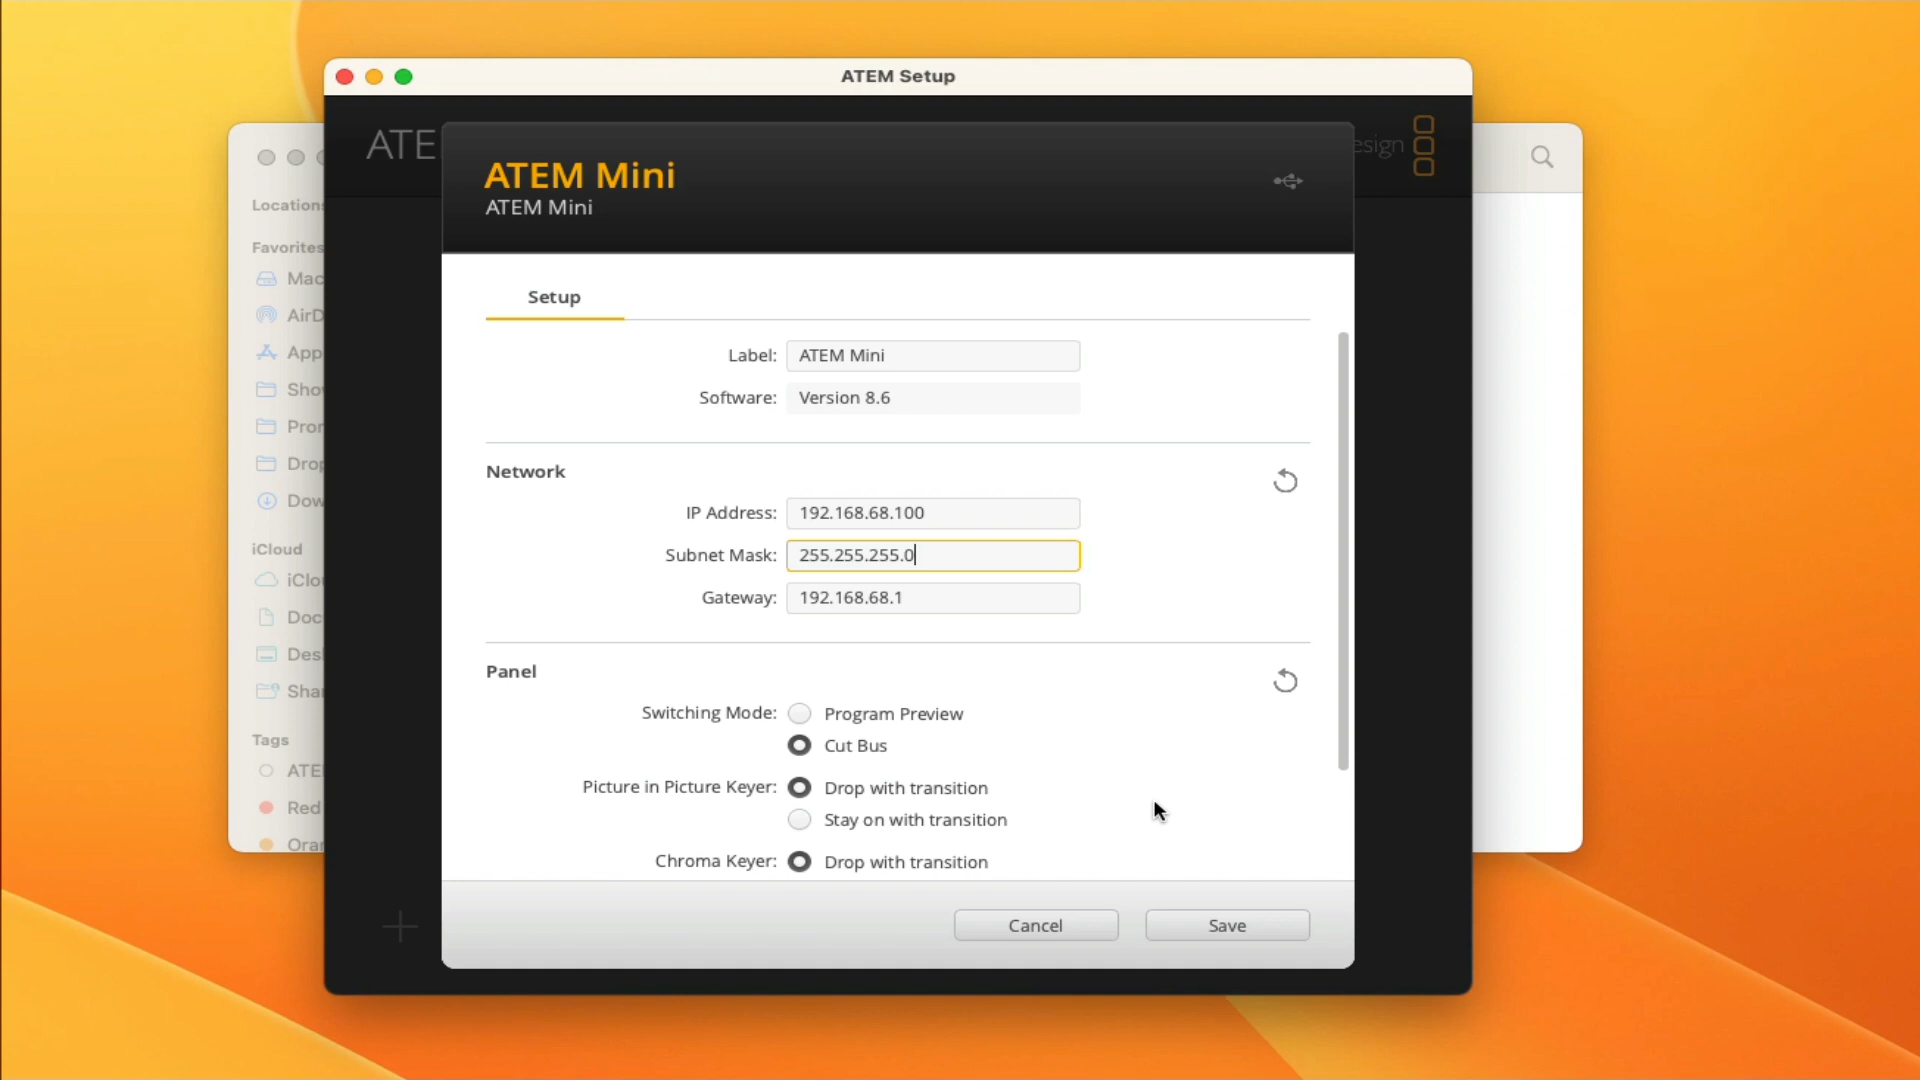 ATEM Setup
ATE
esign
ATEM Mini
ATEM Mini
Setup
Label: ATEM Mini
Software: Version 8.6
Network
IP Address: 192.168.68.100
Subnet Mask: 255.255.255.0
Gateway: 192.168.68.1
Panel
Switching Mode: Program Preview
Cut Bus
Picture in Picture Keyer: Drop with transition
Stay on with transition
Chroma Keyer: Drop with transition
Cancel
Save
Locations
Favorites
Mac
AirD
App
Sho
Pro
Drop
Dow
iCloud
iClo
Doc
Des
Sha
Tags
ATE
Red
Oran